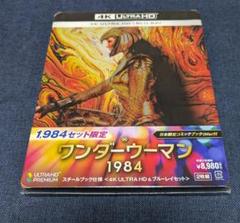 4K ULTRA HD
1,984セット限定
日本限定コミックブック付き!!
ワンダーウーマン
1984
¥8,980
ULTRA HD
PREMIUM
スチールブック仕様 <4K ULTRA HD&ブルーレイセット>
2枚組